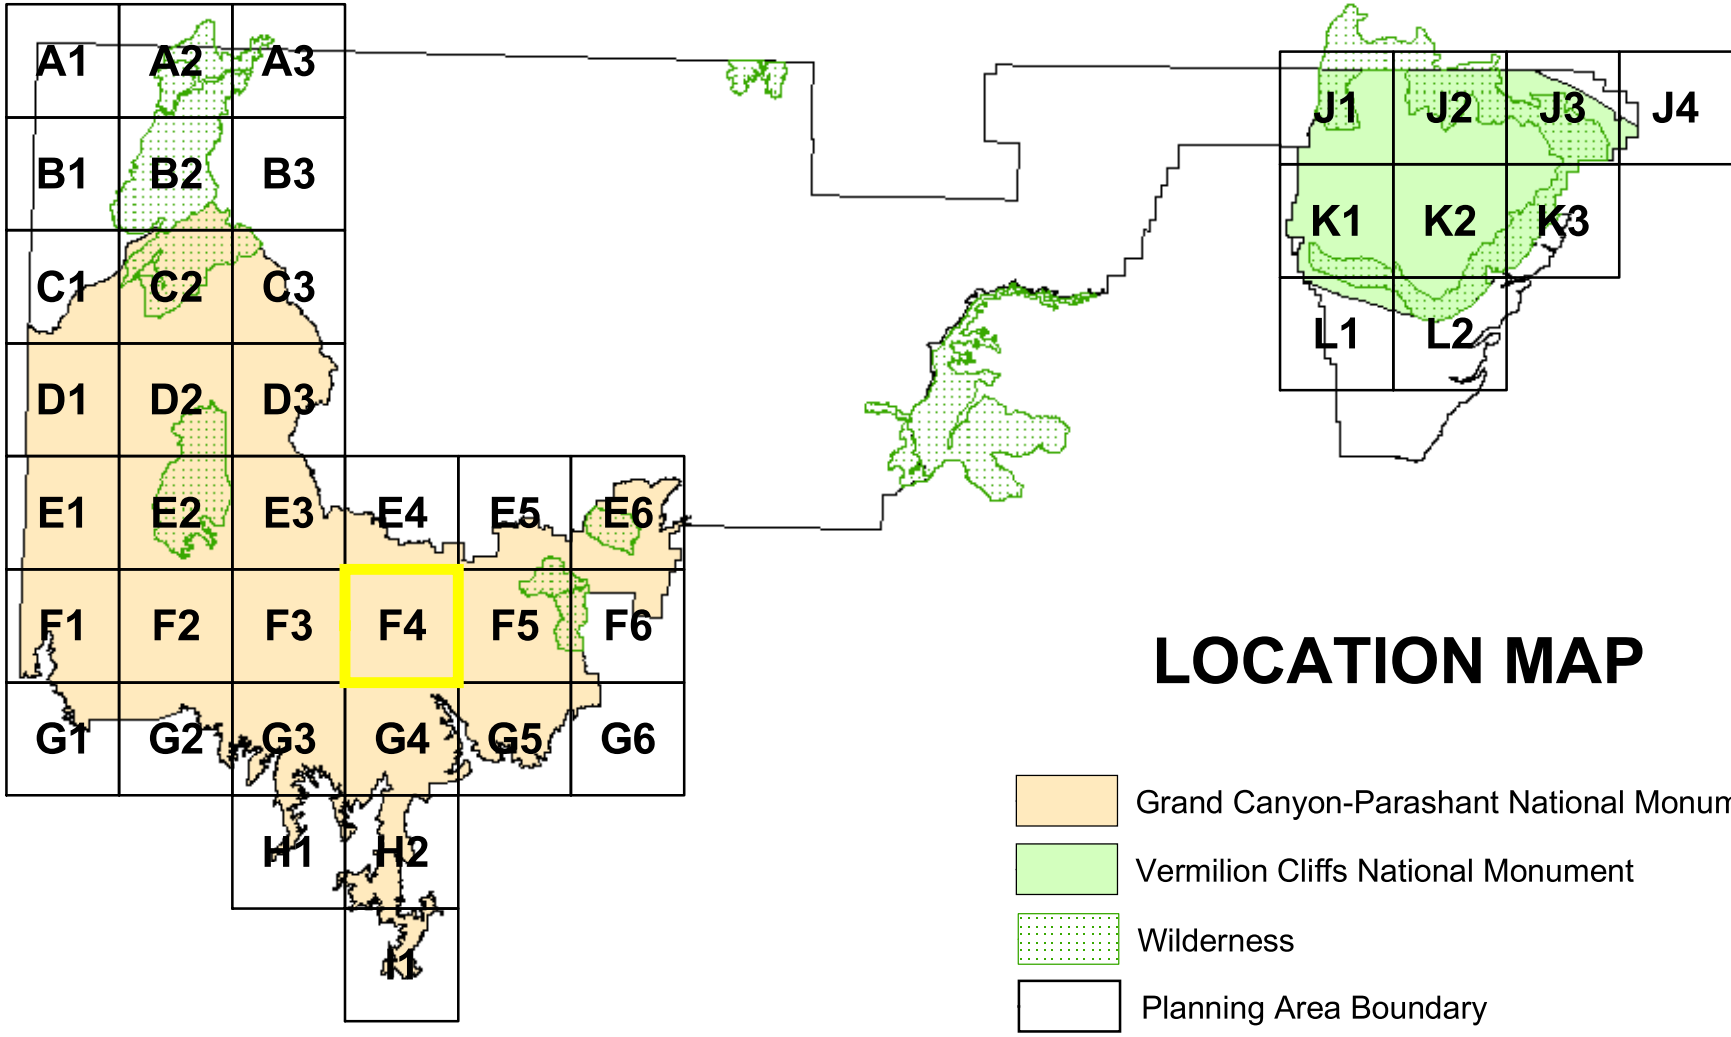 A1 A2 A3
J1 J2 J3 J4
B1 B2 B3
K1 K2 K3
C1 C2 C3
L1 L2
D1 D2 D3
E1 E2 E3 E4 E5 E6
F1 F2 F3 F4 F5 F6
LOCATION MAP
G1 G2 G3 G4 G5 G6
Grand Canyon-Parashant National Monum
H1 H2
Vermilion Cliffs National Monument
Wilderness
I1
Planning Area Boundary